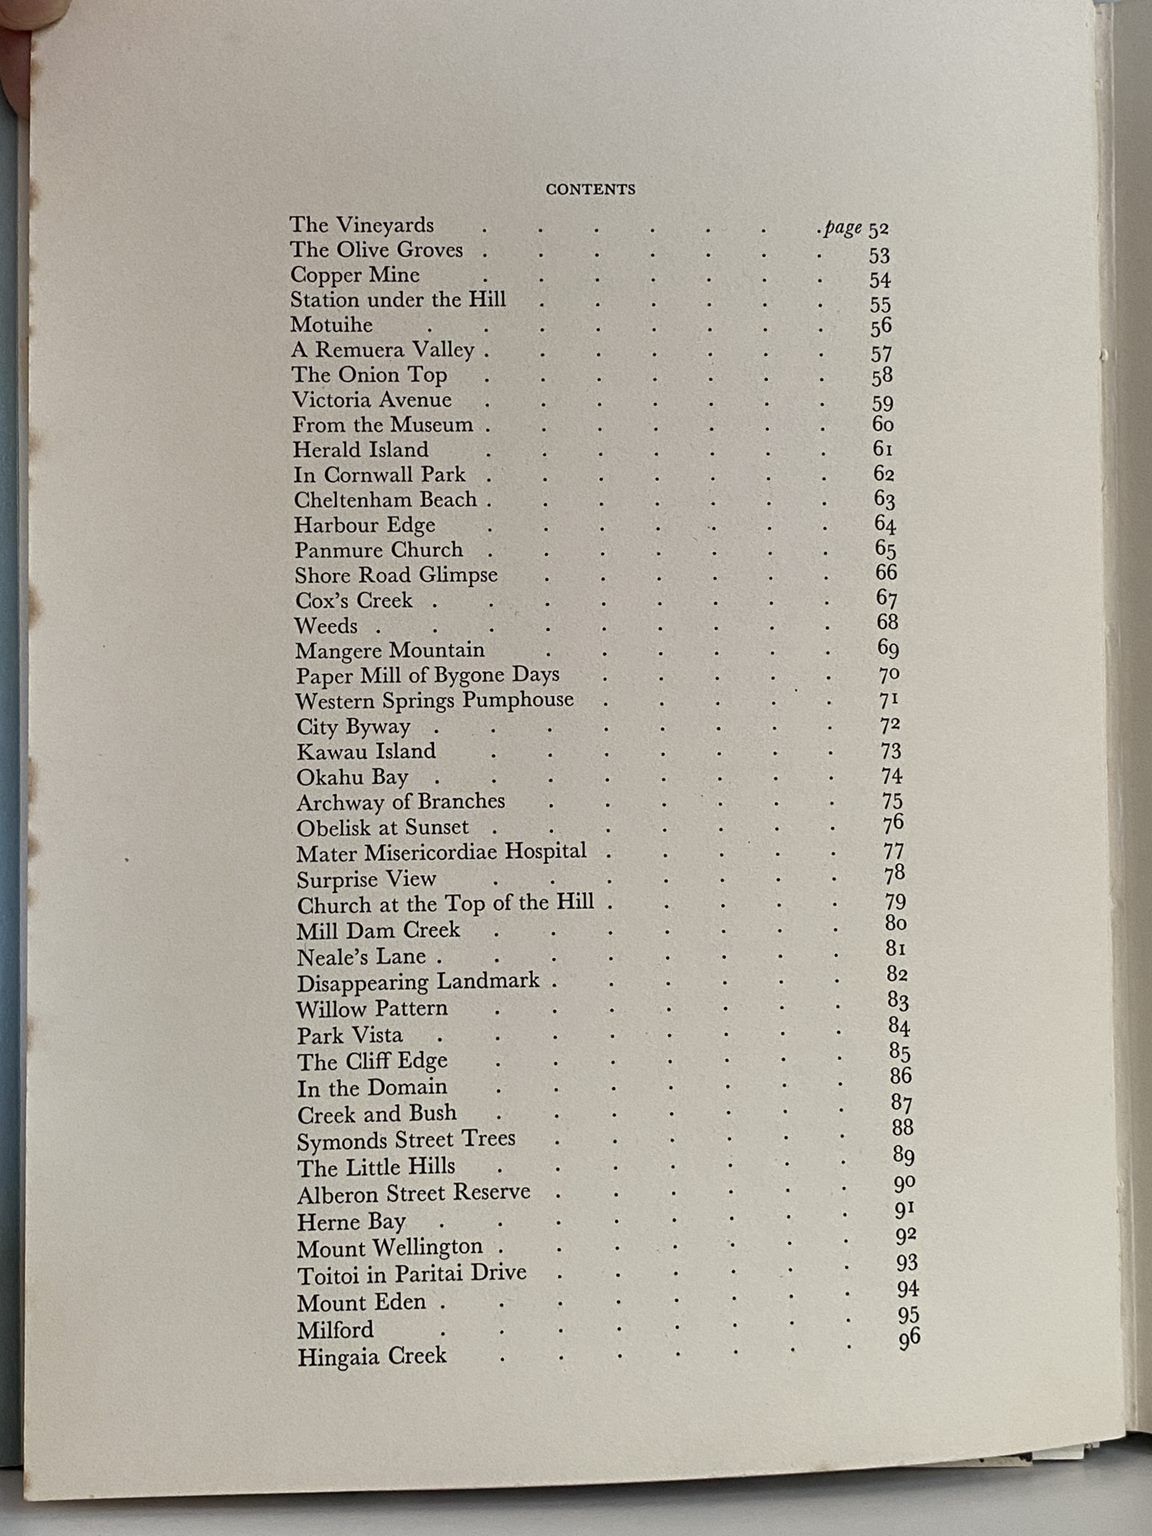 CONTENTS
The Vineyards . . . . . . . page 52
The Olive Groves . . . . . . . 53
Copper Mine . . . . . . . 54
Station under the Hill . . . . . . 55
Motuihe . . . . . . . . 56
A Remuera Valley . . . . . . . 57
The Onion Top . . . . . . . 58
Victoria Avenue . . . . . . . 59
From the Museum . . . . . . . 60
Herald Island . . . . . . . 61
In Cornwall Park . . . . . . . 62
Cheltenham Beach . . . . . . . 63
Harbour Edge . . . . . . . 64
Panmure Church . . . . . . . 65
Shore Road Glimpse . . . . . . 66
Cox's Creek . . . . . . . . 67
Weeds . . . . . . . . . 68
Mangere Mountain . . . . . . 69
Paper Mill of Bygone Days . . . . . 70
Western Springs Pumphouse . . . . . 71
City Byway . . . . . . . . 72
Kawau Island . . . . . . . 73
Okahu Bay . . . . . . . . 74
Archway of Branches . . . . . . 75
Obelisk at Sunset . . . . . . . 76
Mater Misericordiae Hospital . . . . . 77
Surprise View . . . . . . . 78
Church at the Top of the Hill . . . . . 79
Mill Dam Creek . . . . . . . 80
Neale's Lane . . . . . . . . 81
Disappearing Landmark . . . . . . 82
Willow Pattern . . . . . . . 83
Park Vista . . . . . . . . 84
The Cliff Edge . . . . . . . 85
In the Domain . . . . . . . 86
Creek and Bush . . . . . . . 87
Symonds Street Trees . . . . . . 88
The Little Hills . . . . . . . 89
Alberon Street Reserve . . . . . . 90
Herne Bay . . . . . . . . 91
Mount Wellington . . . . . . . 92
Toitoi in Paritai Drive . . . . . . 93
Mount Eden . . . . . . . . 94
Milford . . . . . . . . 95
Hingaia Creek . . . . . . . 96